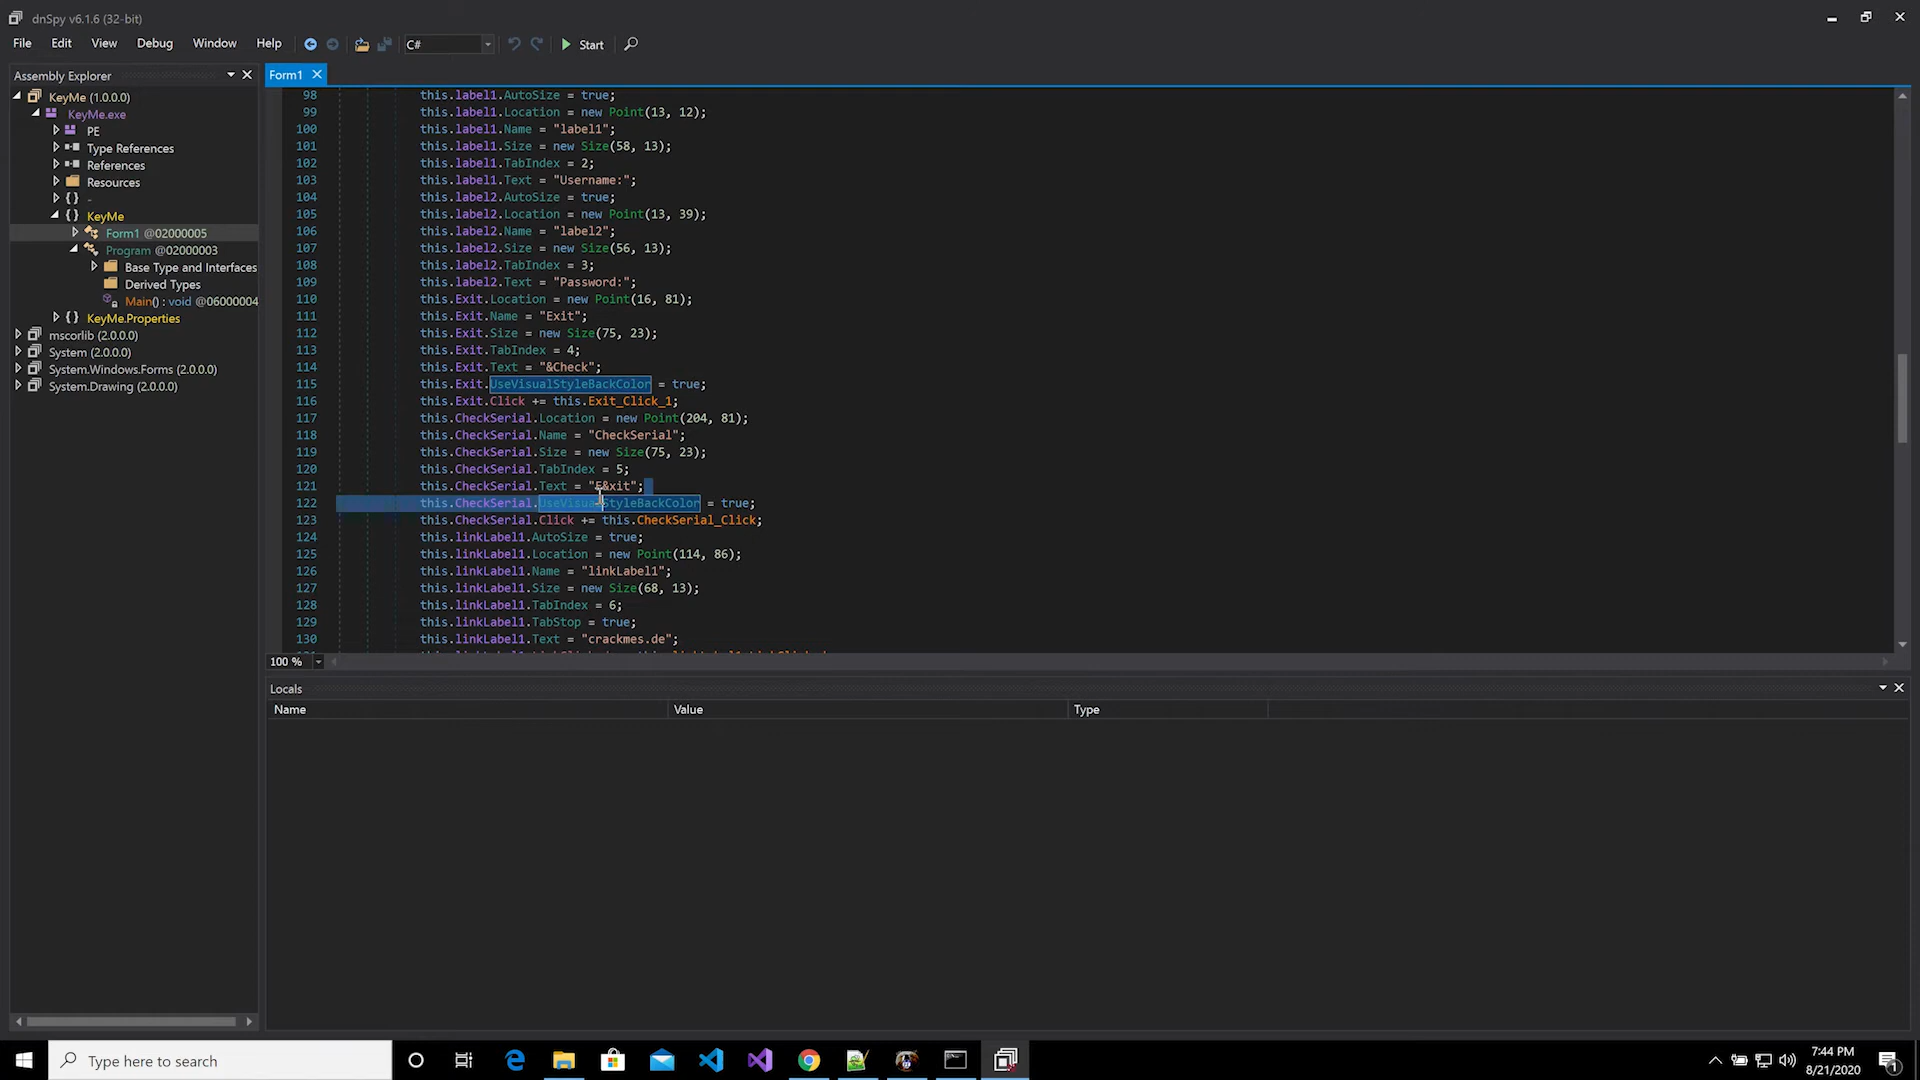 dnSpy v6.1.6 (32-bit)
File Edit View Debug Window Help C# Start
Assembly Explorer
KeyMe (1.0.0.0)
KeyMe.exe
PE
Type References
References
Resources
{ } -
{ } KeyMe
Form1 @02000005
Program @02000003
Base Type and Interfaces
Derived Types
Main() : void @06000004
{ } KeyMe.Properties
mscorlib (2.0.0.0)
System (2.0.0.0)
System.Windows.Forms (2.0.0.0)
System.Drawing (2.0.0.0)
Form1
98 this.label1.AutoSize = true;
99 this.label1.Location = new Point(13, 12);
100 this.label1.Name = "label1";
101 this.label1.Size = new Size(58, 13);
102 this.label1.TabIndex = 2;
103 this.label1.Text = "Username:";
104 this.label2.AutoSize = true;
105 this.label2.Location = new Point(13, 39);
106 this.label2.Name = "label2";
107 this.label2.Size = new Size(56, 13);
108 this.label2.TabIndex = 3;
109 this.label2.Text = "Password:";
110 this.Exit.Location = new Point(16, 81);
111 this.Exit.Name = "Exit";
112 this.Exit.Size = new Size(75, 23);
113 this.Exit.TabIndex = 4;
114 this.Exit.Text = "&Check";
115 this.Exit.UseVisualStyleBackColor = true;
116 this.Exit.Click += this.Exit_Click_1;
117 this.CheckSerial.Location = new Point(204, 81);
118 this.CheckSerial.Name = "CheckSerial";
119 this.CheckSerial.Size = new Size(75, 23);
120 this.CheckSerial.TabIndex = 5;
121 this.CheckSerial.Text = "E&xit";
122 this.CheckSerial.UseVisualStyleBackColor = true;
123 this.CheckSerial.Click += this.CheckSerial_Click;
124 this.linkLabel1.AutoSize = true;
125 this.linkLabel1.Location = new Point(114, 86);
126 this.linkLabel1.Name = "linkLabel1";
127 this.linkLabel1.Size = new Size(68, 13);
128 this.linkLabel1.TabIndex = 6;
129 this.linkLabel1.TabStop = true;
130 this.linkLabel1.Text = "crackmes.de";
100 %
Locals
Name Value Type
Type here to search
7:44 PM
8/21/2020
1